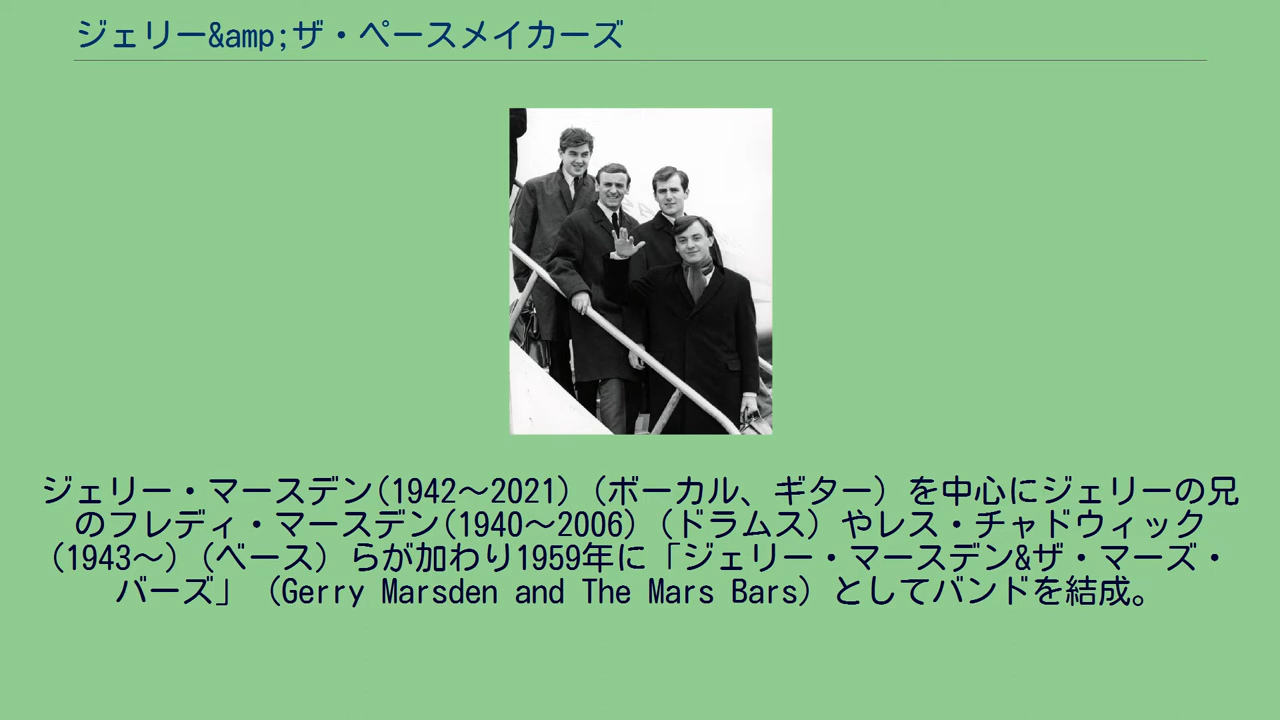 ジェリー&amp;ザ・ペースメイカーズ
ジェリー・マースデン(1942～2021)（ボーカル、ギター）を中心にジェリーの兄
のフレディ・マースデン(1940～2006)（ドラムス）やレス・チャドウィック
(1943～)（ベース）らが加わり1959年に「ジェリー・マースデン&ザ・マーズ・
バーズ」（Gerry Marsden and The Mars Bars）としてバンドを結成。